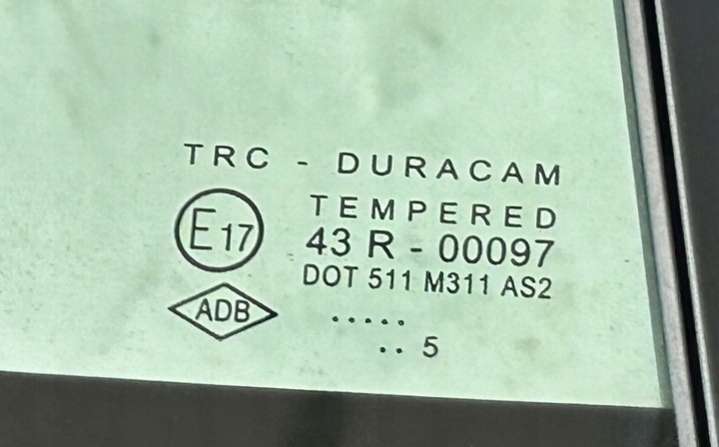 TRC - DURACAM
E17 TEMPERED
43 R - 00097
DOT 511 M311 AS2
ADB .....
.. 5